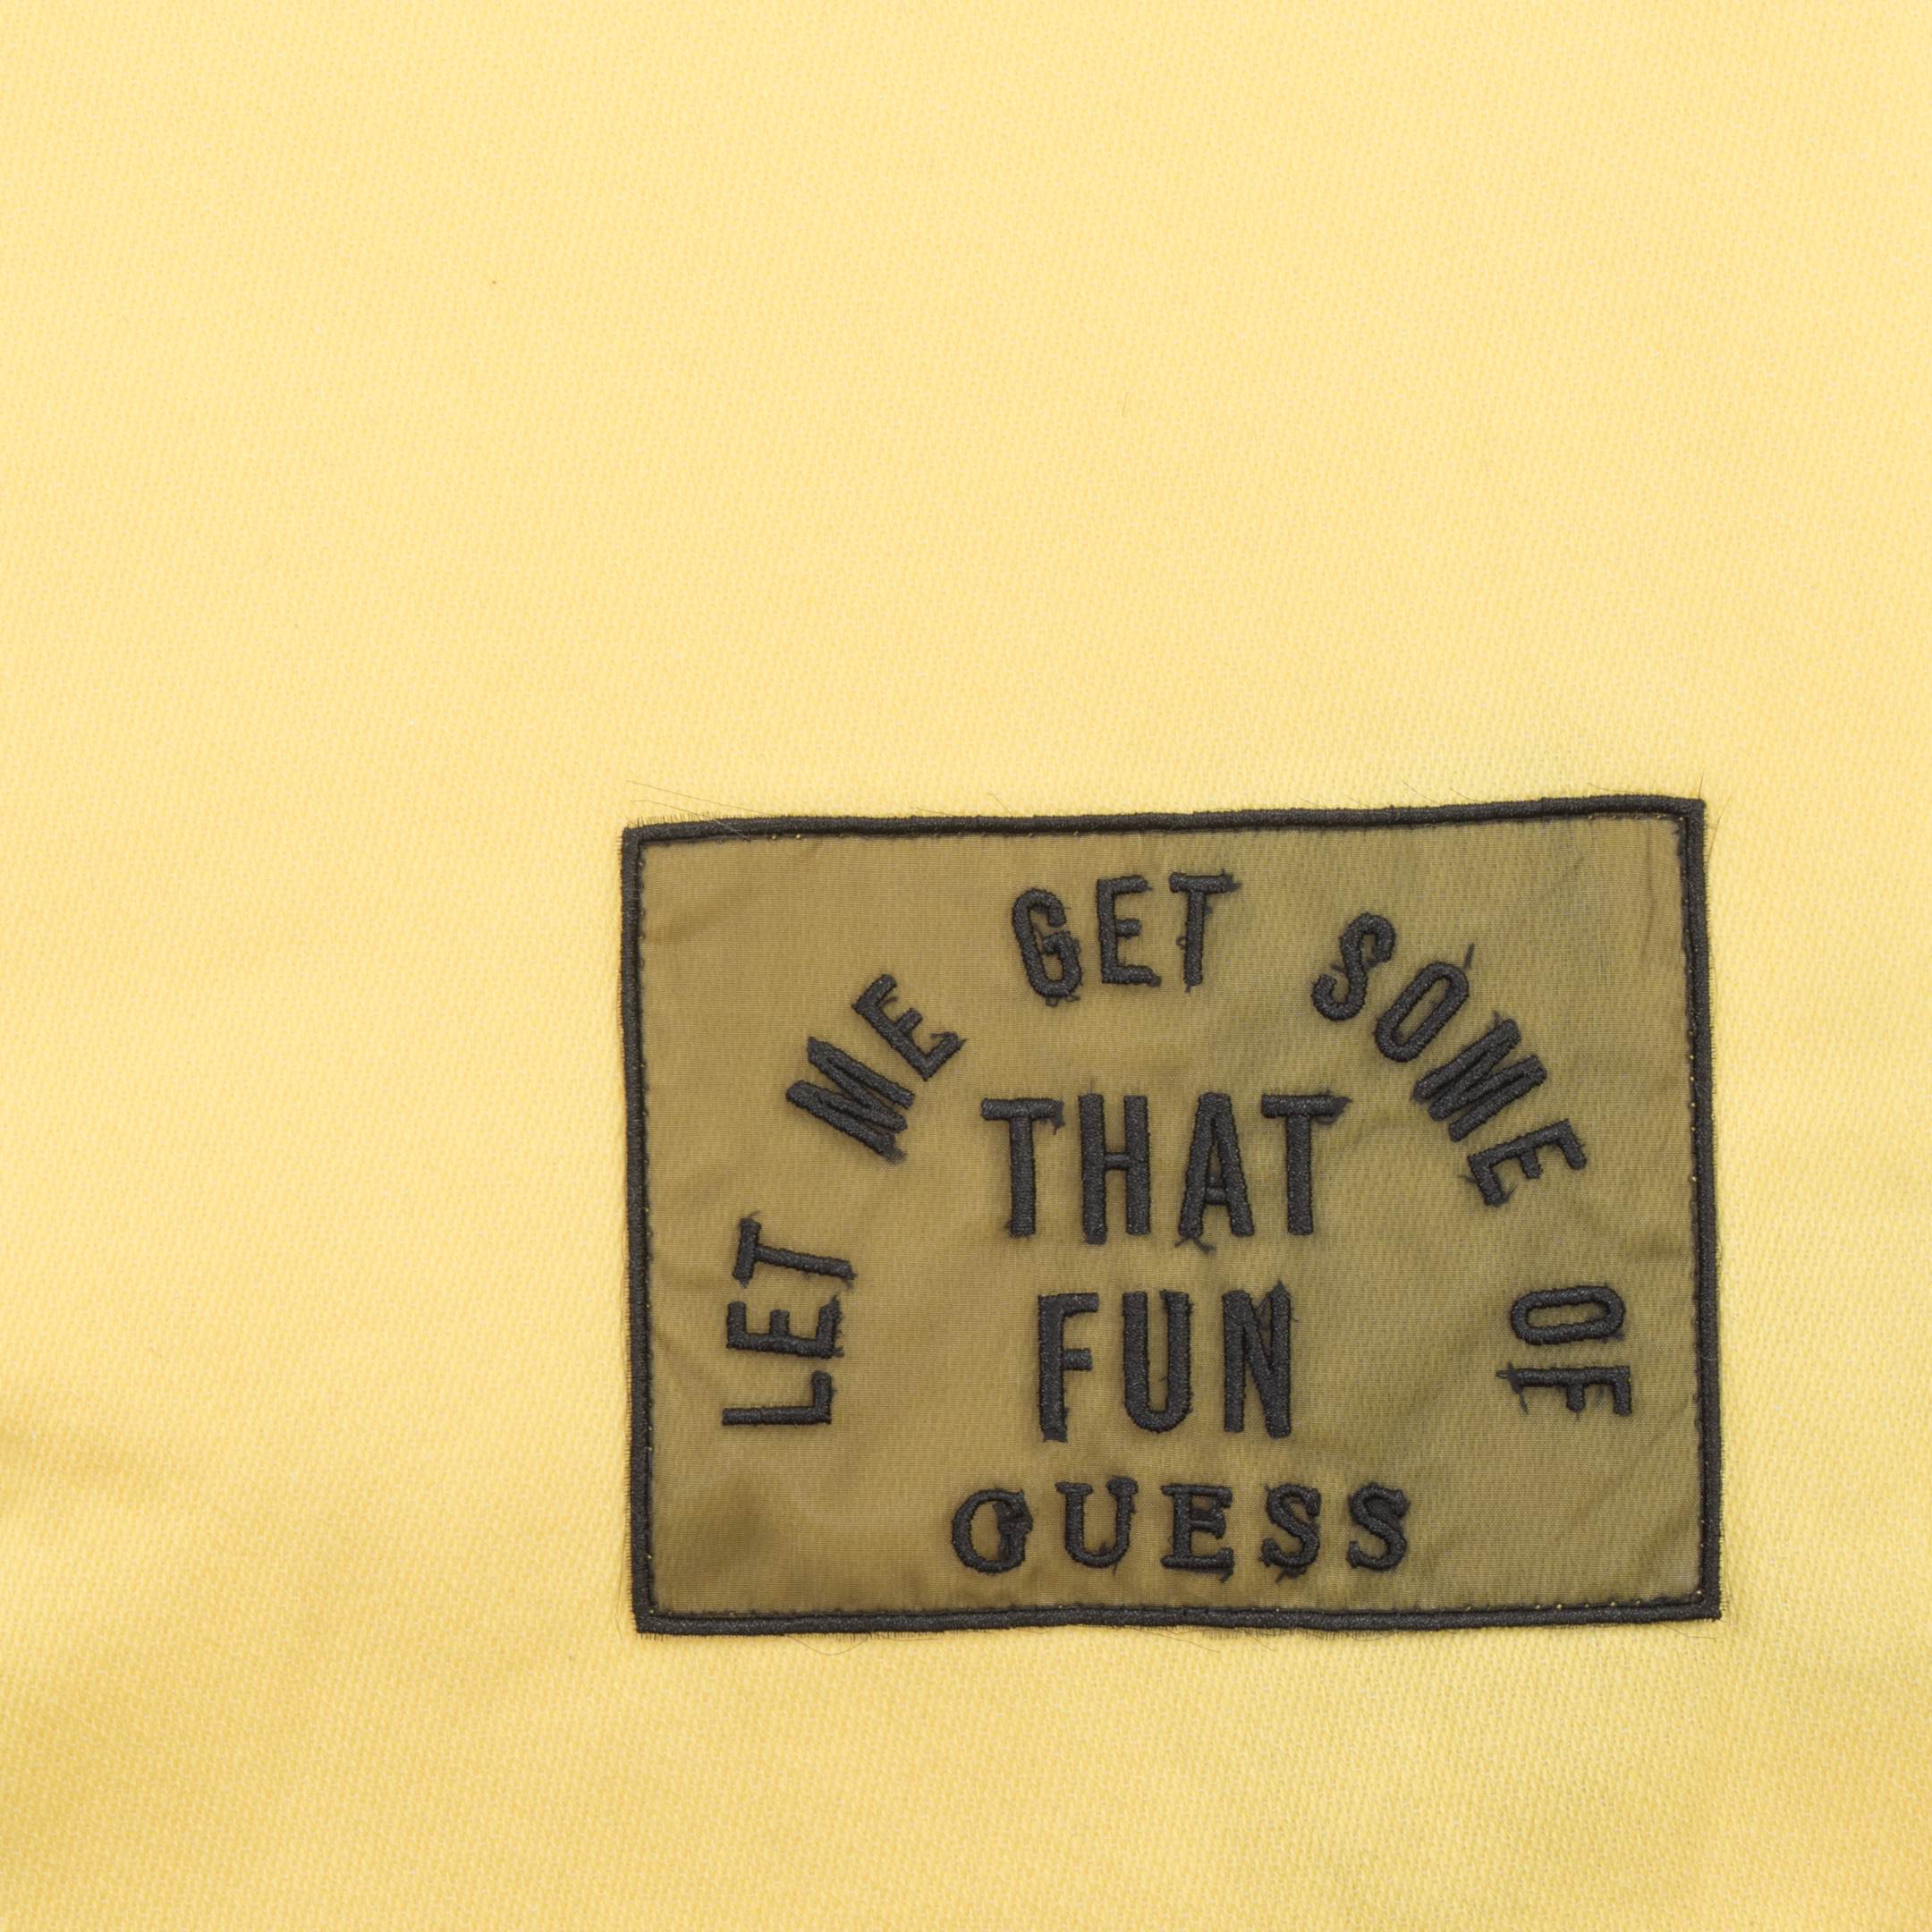 LET ME GET SOME OF
THAT
FUN
GUESS